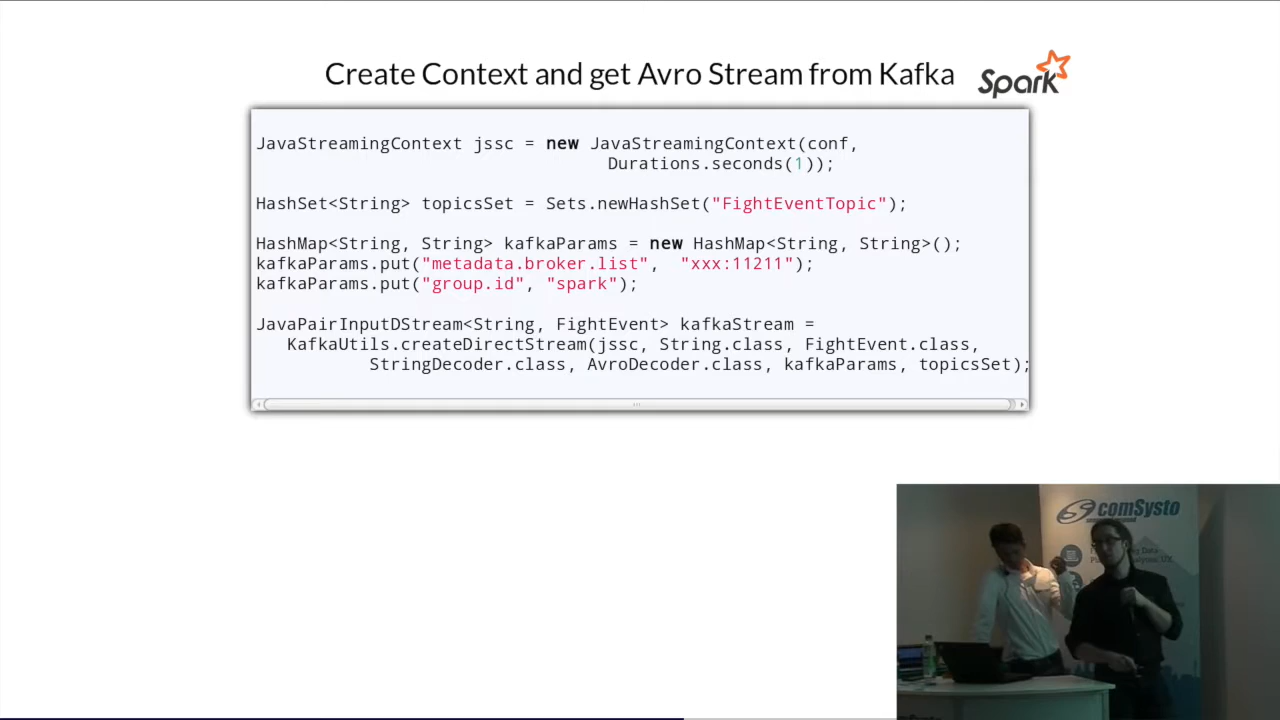 Create Context and get Avro Stream from Kafka
Spark
JavaStreamingContext jssc = new JavaStreamingContext(conf,
Durations.seconds(1));
HashSet<String> topicsSet = Sets.newHashSet("FightEventTopic");
HashMap<String, String> kafkaParams = new HashMap<String, String>();
kafkaParams.put("metadata.broker.list", "xxx:11211");
kafkaParams.put("group.id", "spark");
JavaPairInputDStream<String, FightEvent> kafkaStream =
KafkaUtils.createDirectStream(jssc, String.class, FightEvent.class,
StringDecoder.class, AvroDecoder.class, kafkaParams, topicsSet);
comSysto